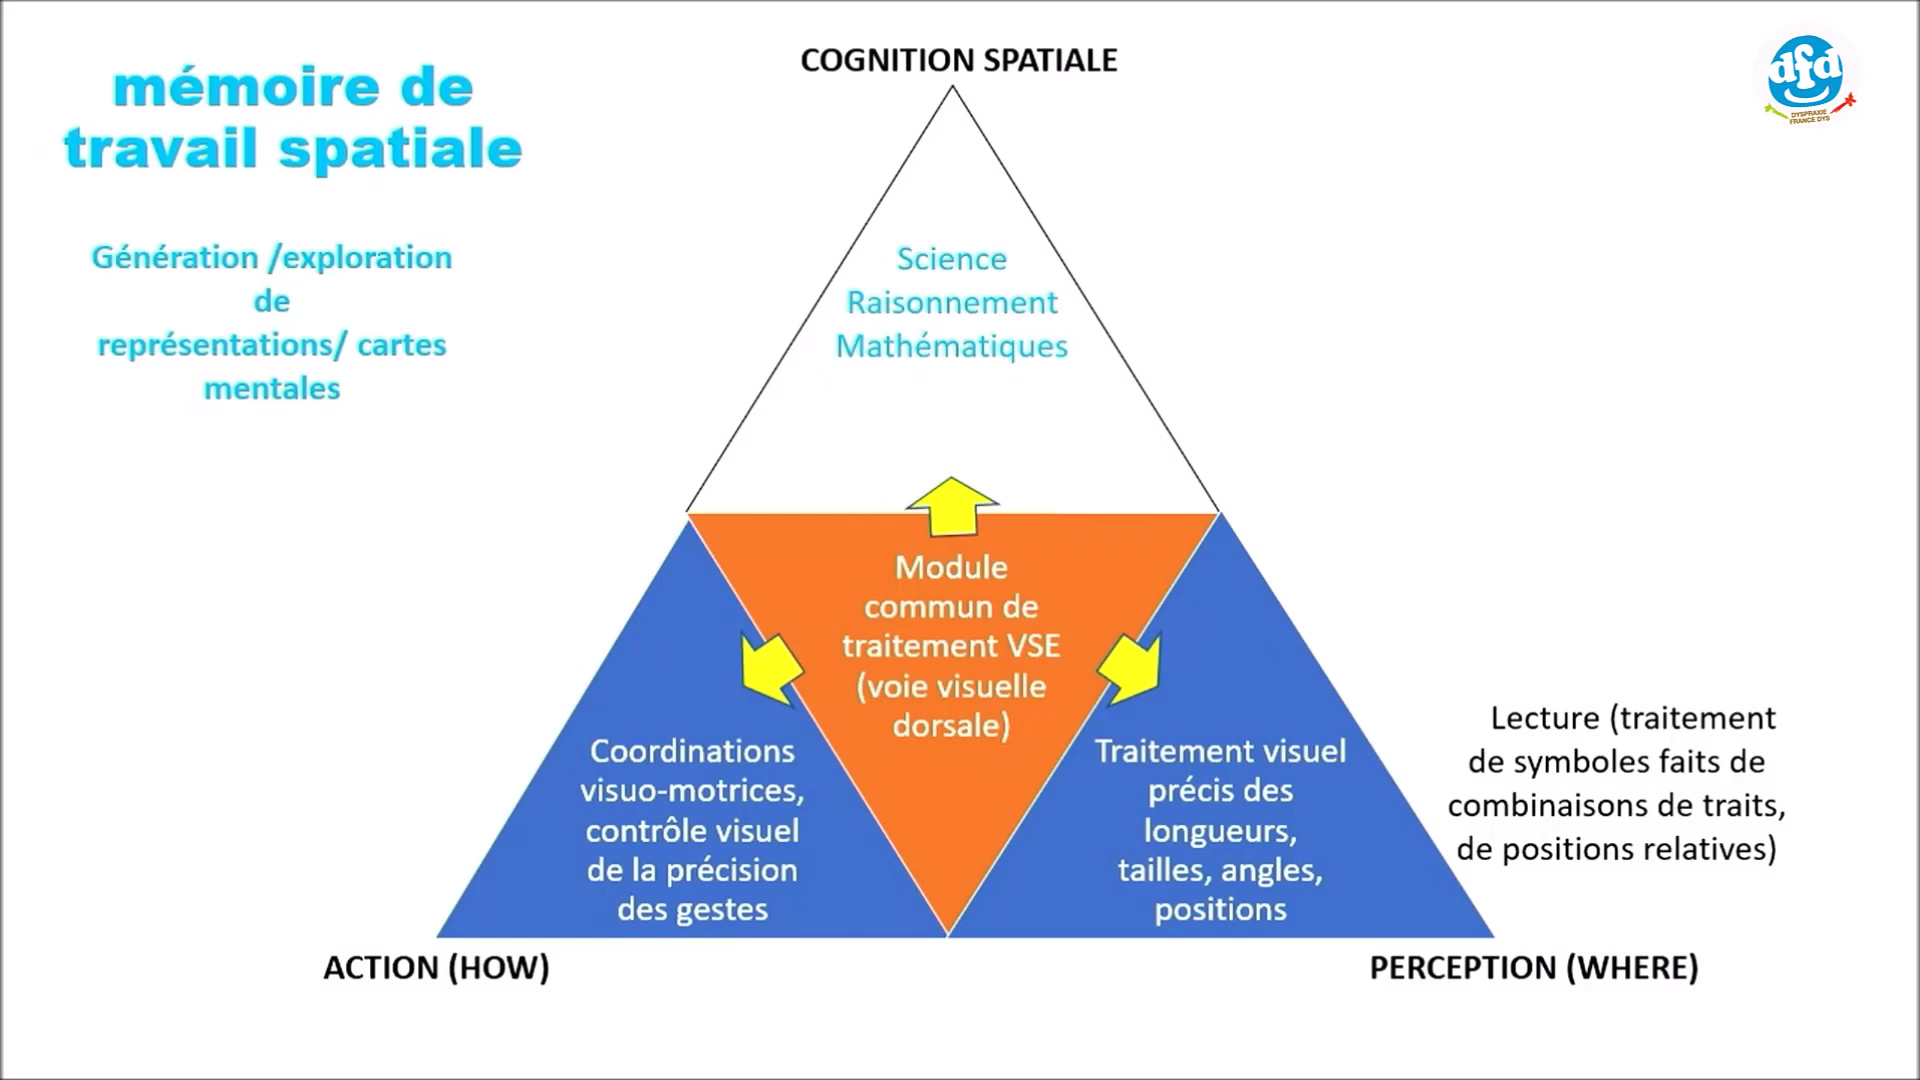 COGNITION SPATIALE
mémoire de
travail spatiale
dfd
DYSPRAXIE
FRANCE DYS
Génération /exploration
de
représentations/ cartes
mentales
Science
Raisonnement
Mathématiques
Module
commun de
traitement VSE
(voie visuelle
dorsale)
Coordinations
visuo-motrices,
contrôle visuel
de la précision
des gestes
Traitement visuel
précis des
longueurs,
tailles, angles,
positions
Lecture (traitement
de symboles faits de
combinaisons de traits,
de positions relatives)
ACTION (HOW)
PERCEPTION (WHERE)